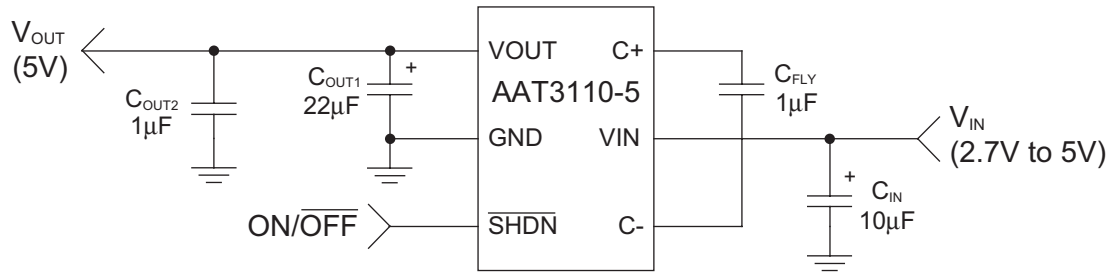 VOUT
(5V)
COUT2
1μF
COUT1
+
22μF
VOUT
C+
AAT3110-5
GND
VIN
SHDN
C-
ON/OFF
CFLY
1μF
VIN
(2.7V to 5V)
+
CIN
10μF